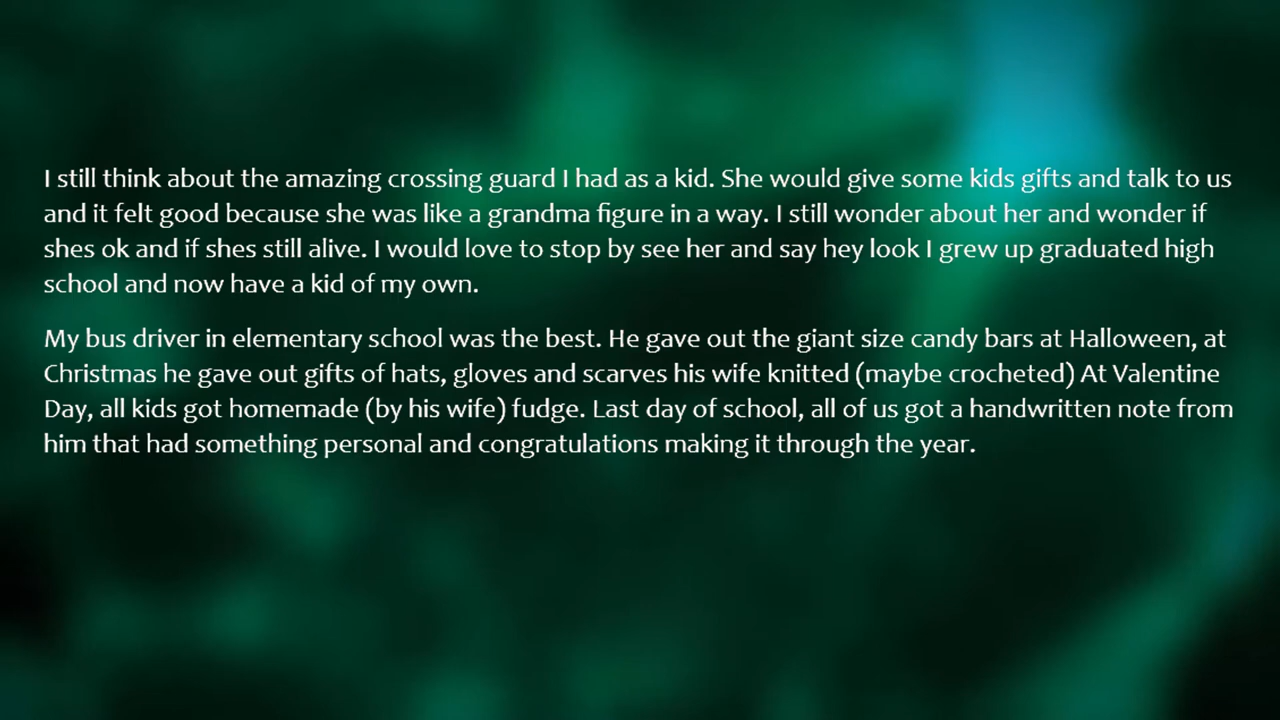 I still think about the amazing crossing guard I had as a kid. She would give some kids gifts and talk to us
and it felt good because she was like a grandma figure in a way. I still wonder about her and wonder if
shes ok and if shes still alive. I would love to stop by see her and say hey look I grew up graduated high
school and now have a kid of my own.
My bus driver in elementary school was the best. He gave out the giant size candy bars at Halloween, at
Christmas he gave out gifts of hats, gloves and scarves his wife knitted (maybe crocheted) At Valentine
Day, all kids got homemade (by his wife) fudge. Last day of school, all of us got a handwritten note from
him that had something personal and congratulations making it through the year.